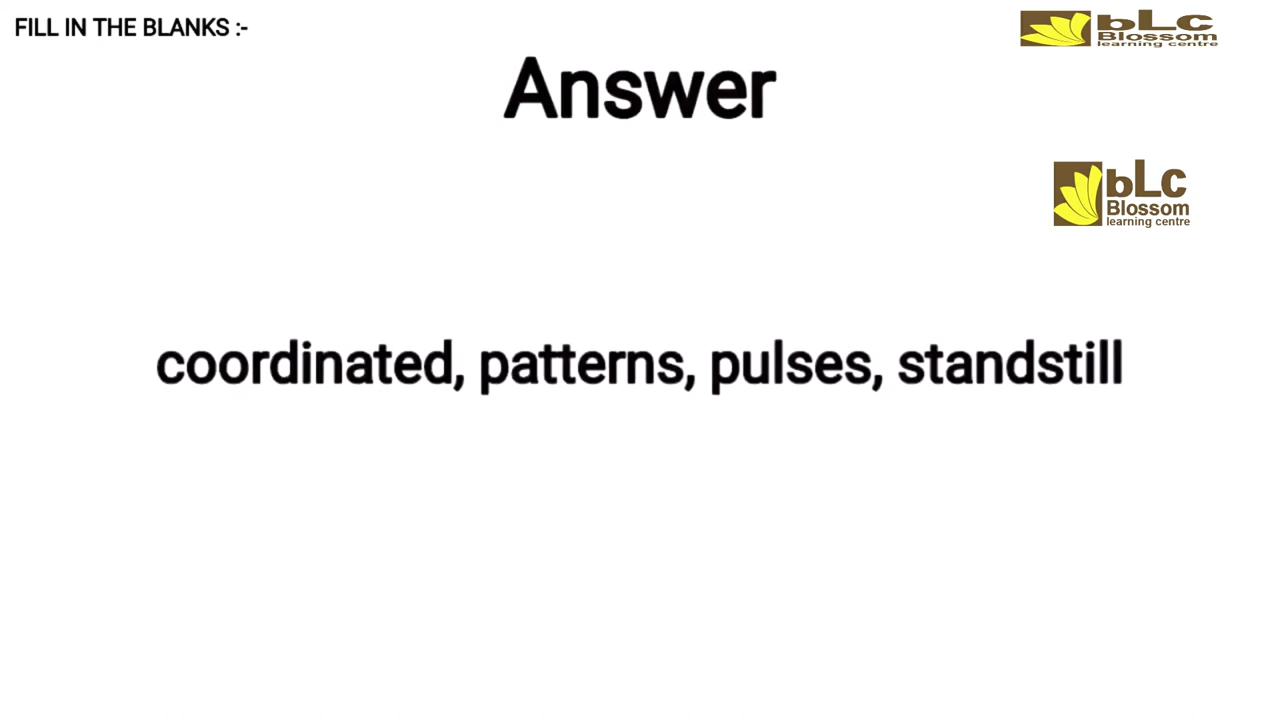 FILL IN THE BLANKS :-
bLC
Blossom
learning centre
Answer
bLc
Blossom
learning centre
coordinated, patterns, pulses, standstill